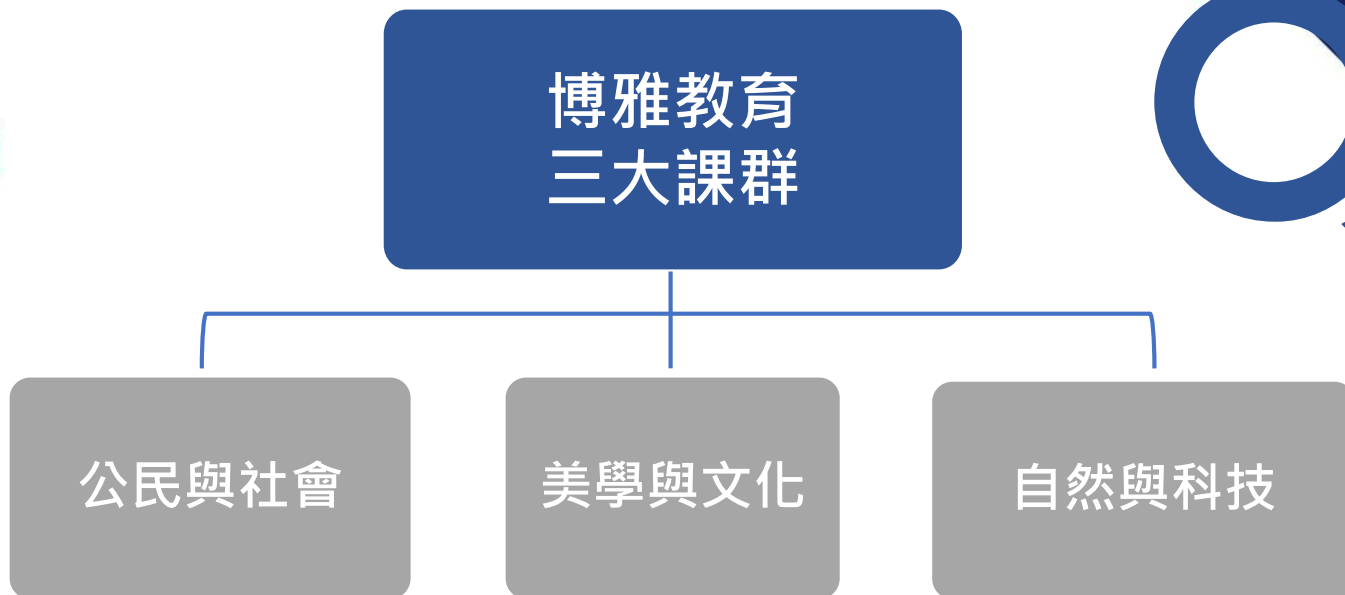 博雅教育
三大課群
公民與社會
美學與文化
自然與科技